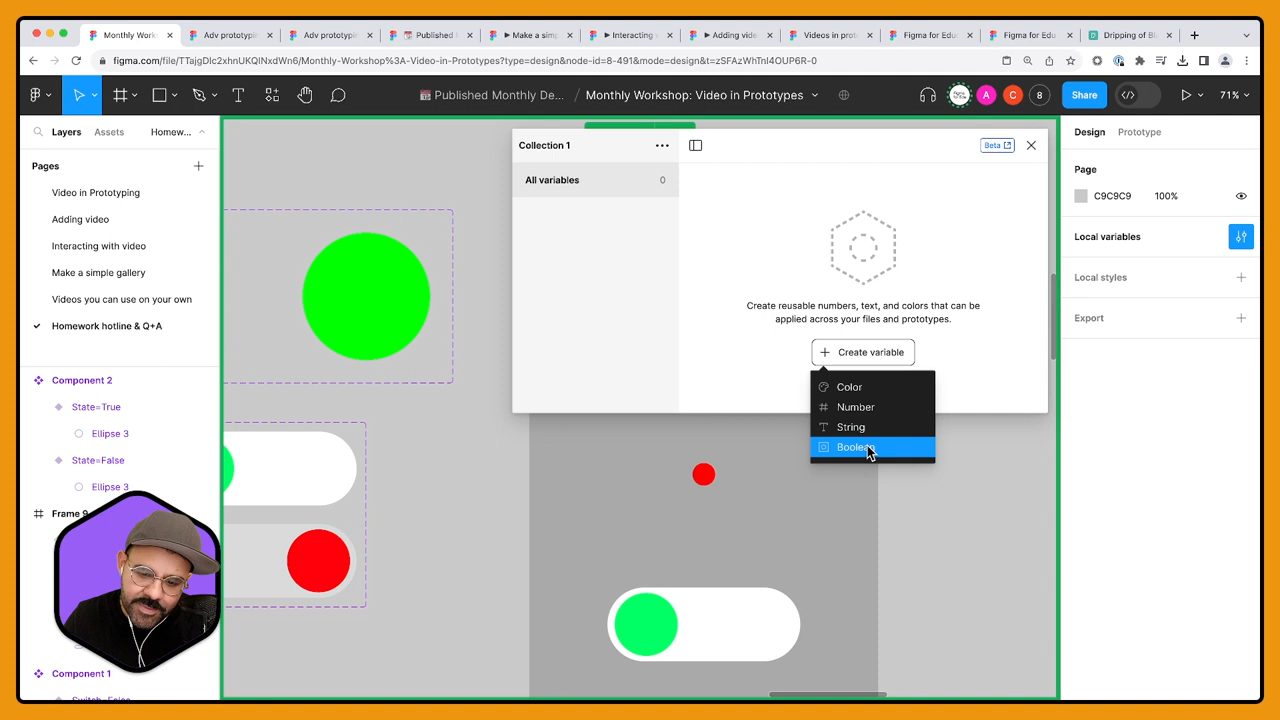 Monthly Work
Adv prototypin
Adv prototypin
Published
Make a simp
Interacting
Adding video
Videos in prot
Figma for Edu
Figma for Edu
Dripping of Bl
figma.com/file/
/Monthly-Workshop%3A-Video-in-Prototypes?type=design&node-id=8-491&mode=design&t=zSFAzWhTnl4OUP6R-0
Published Monthly De...
Monthly Workshop: Video in Prototypes
A
C
8
Share
71%
Layers
Assets
Homew...
Pages
Video in Prototyping
Adding video
Interacting with video
Make a simple gallery
Videos you can use on your own
Homework hotline & Q+A
Component 2
State=True
Ellipse 3
State=False
Ellipse 3
Frame 9
Component 1
Switch=False
Collection 1
All variables
0
Beta
Create reusable numbers, text, and colors that can be
applied across your files and prototypes.
Create variable
Color
Number
String
Boolean
Design
Prototype
Page
C9C9C9
100%
Local variables
Local styles
Export